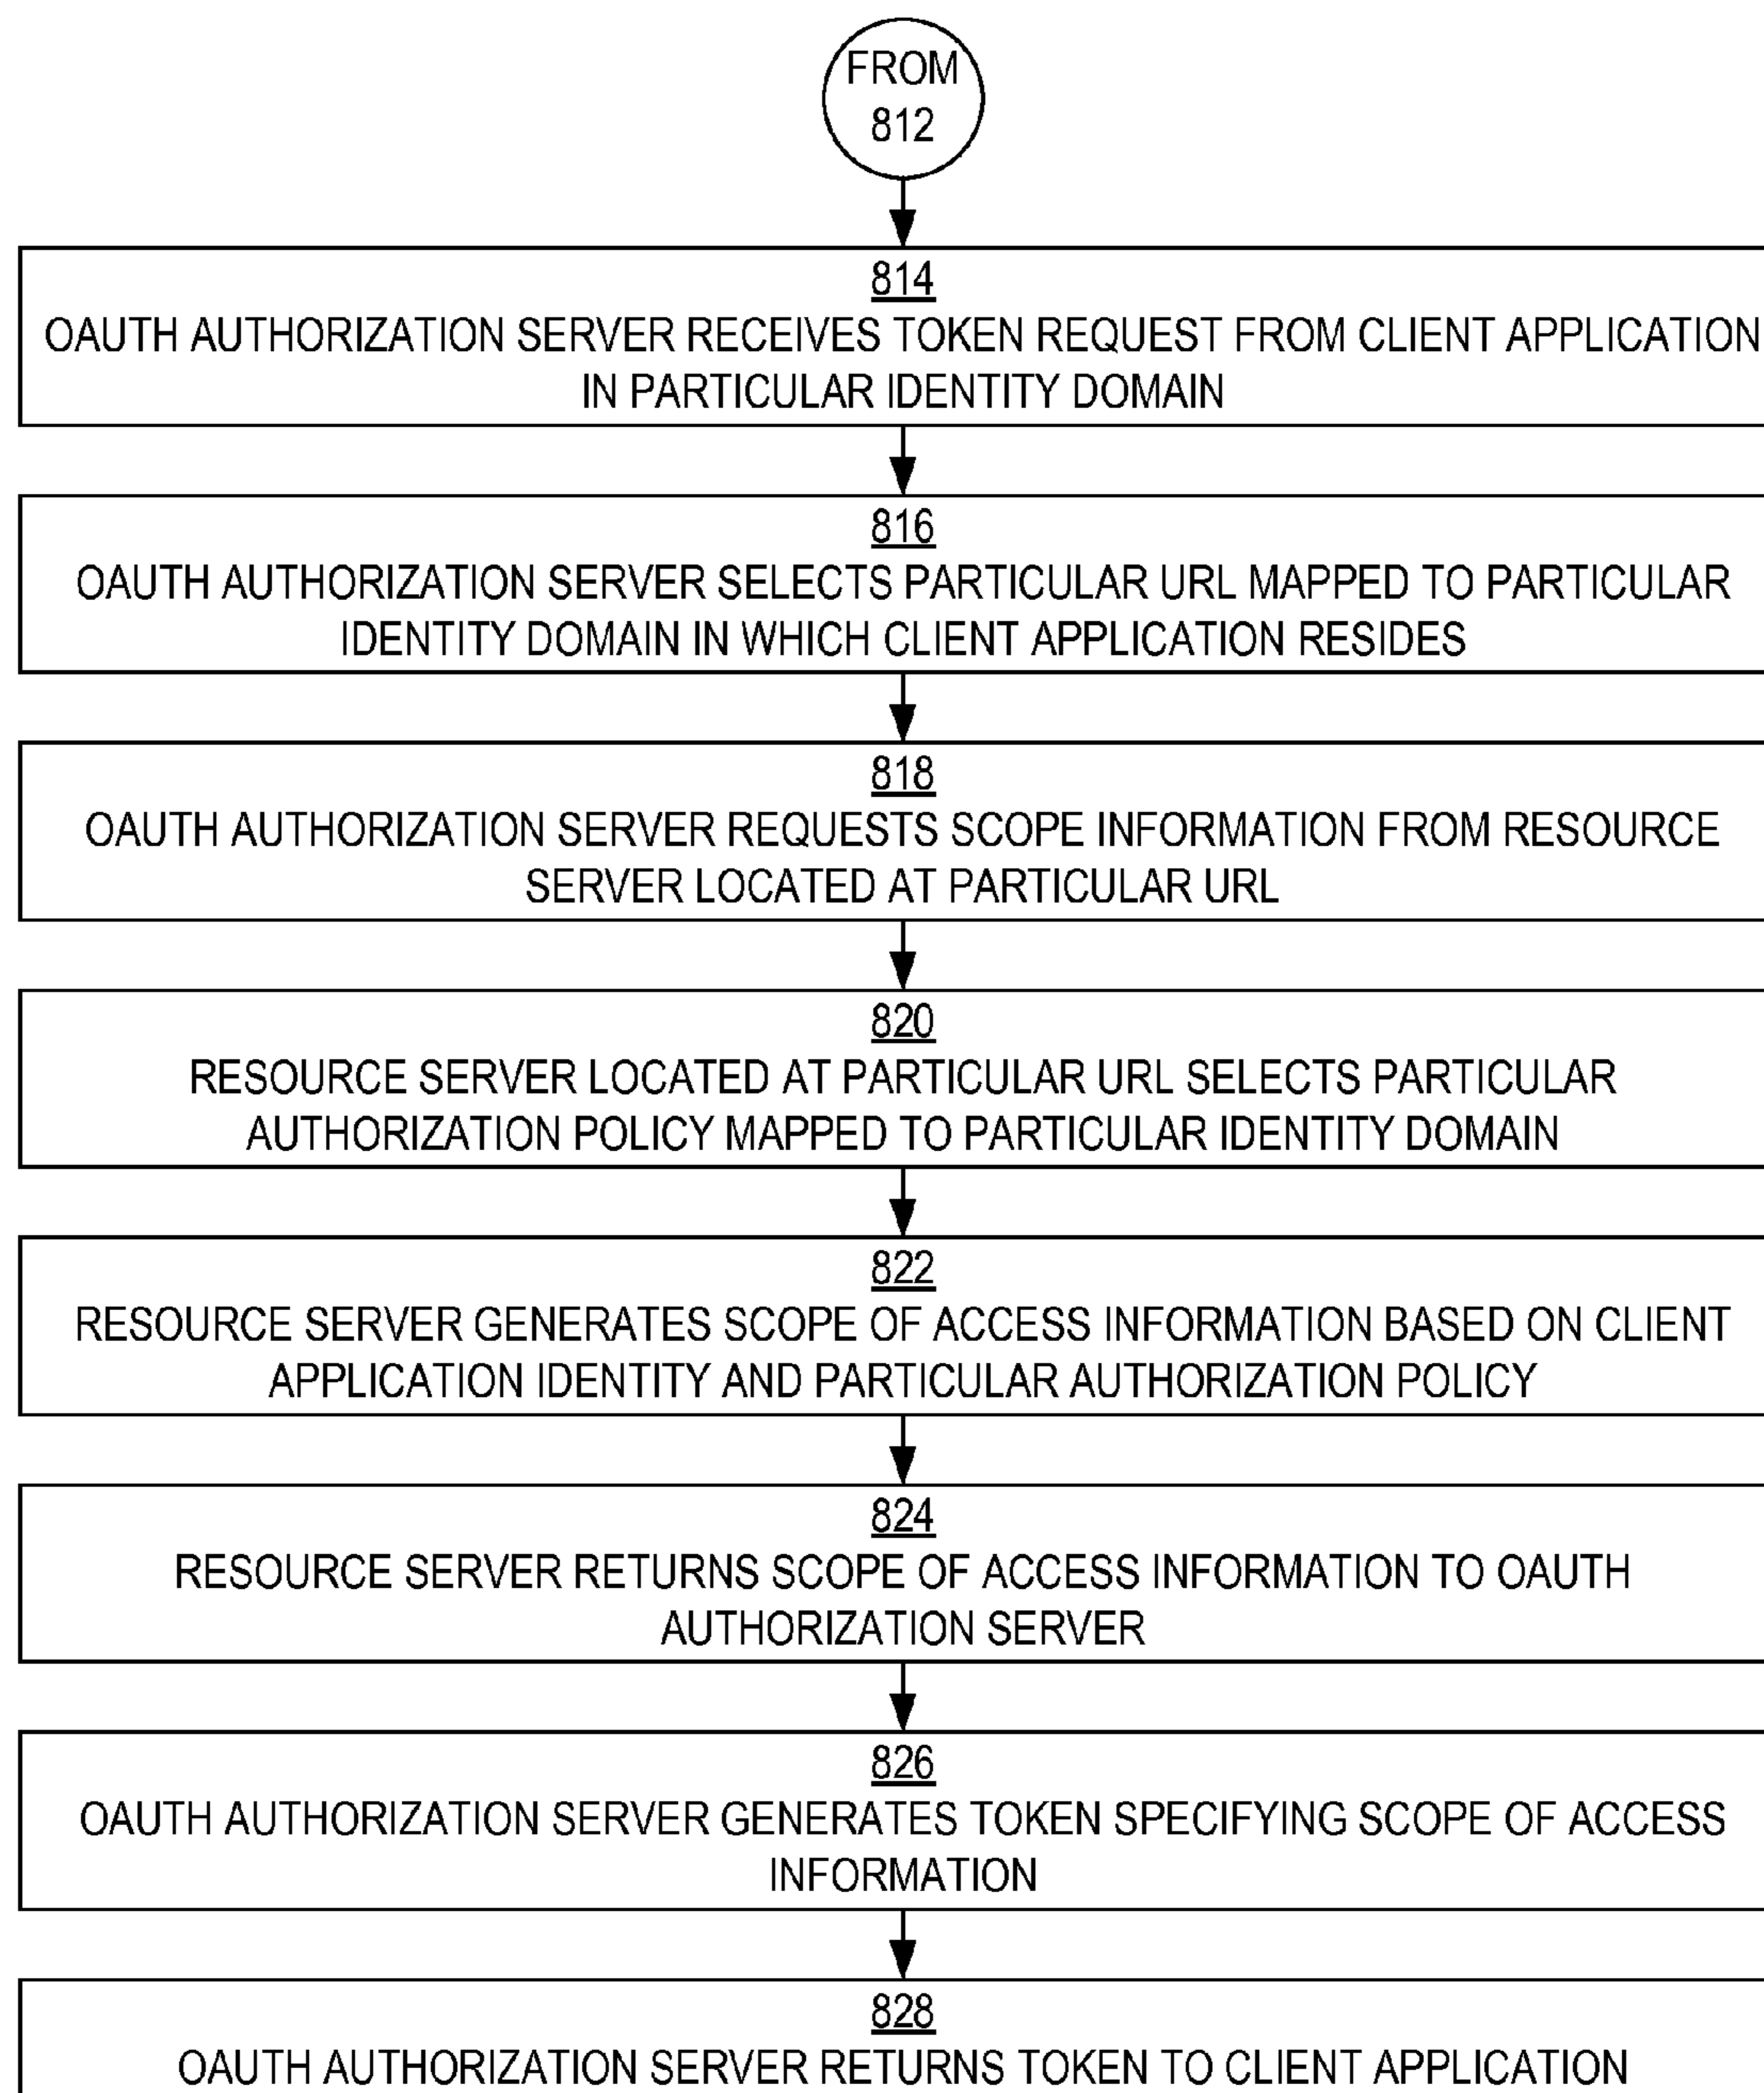 FROM
812
814
OAUTH AUTHORIZATION SERVER RECEIVES TOKEN REQUEST FROM CLIENT APPLICATION
IN PARTICULAR IDENTITY DOMAIN
816
OAUTH AUTHORIZATION SERVER SELECTS PARTICULAR URL MAPPED TO PARTICULAR
IDENTITY DOMAIN IN WHICH CLIENT APPLICATION RESIDES
818
OAUTH AUTHORIZATION SERVER REQUESTS SCOPE INFORMATION FROM RESOURCE
SERVER LOCATED AT PARTICULAR URL
820
RESOURCE SERVER LOCATED AT PARTICULAR URL SELECTS PARTICULAR
AUTHORIZATION POLICY MAPPED TO PARTICULAR IDENTITY DOMAIN
822
RESOURCE SERVER GENERATES SCOPE OF ACCESS INFORMATION BASED ON CLIENT
APPLICATION IDENTITY AND PARTICULAR AUTHORIZATION POLICY
824
RESOURCE SERVER RETURNS SCOPE OF ACCESS INFORMATION TO OAUTH
AUTHORIZATION SERVER
826
OAUTH AUTHORIZATION SERVER GENERATES TOKEN SPECIFYING SCOPE OF ACCESS
INFORMATION
828
OAUTH AUTHORIZATION SERVER RETURNS TOKEN TO CLIENT APPLICATION